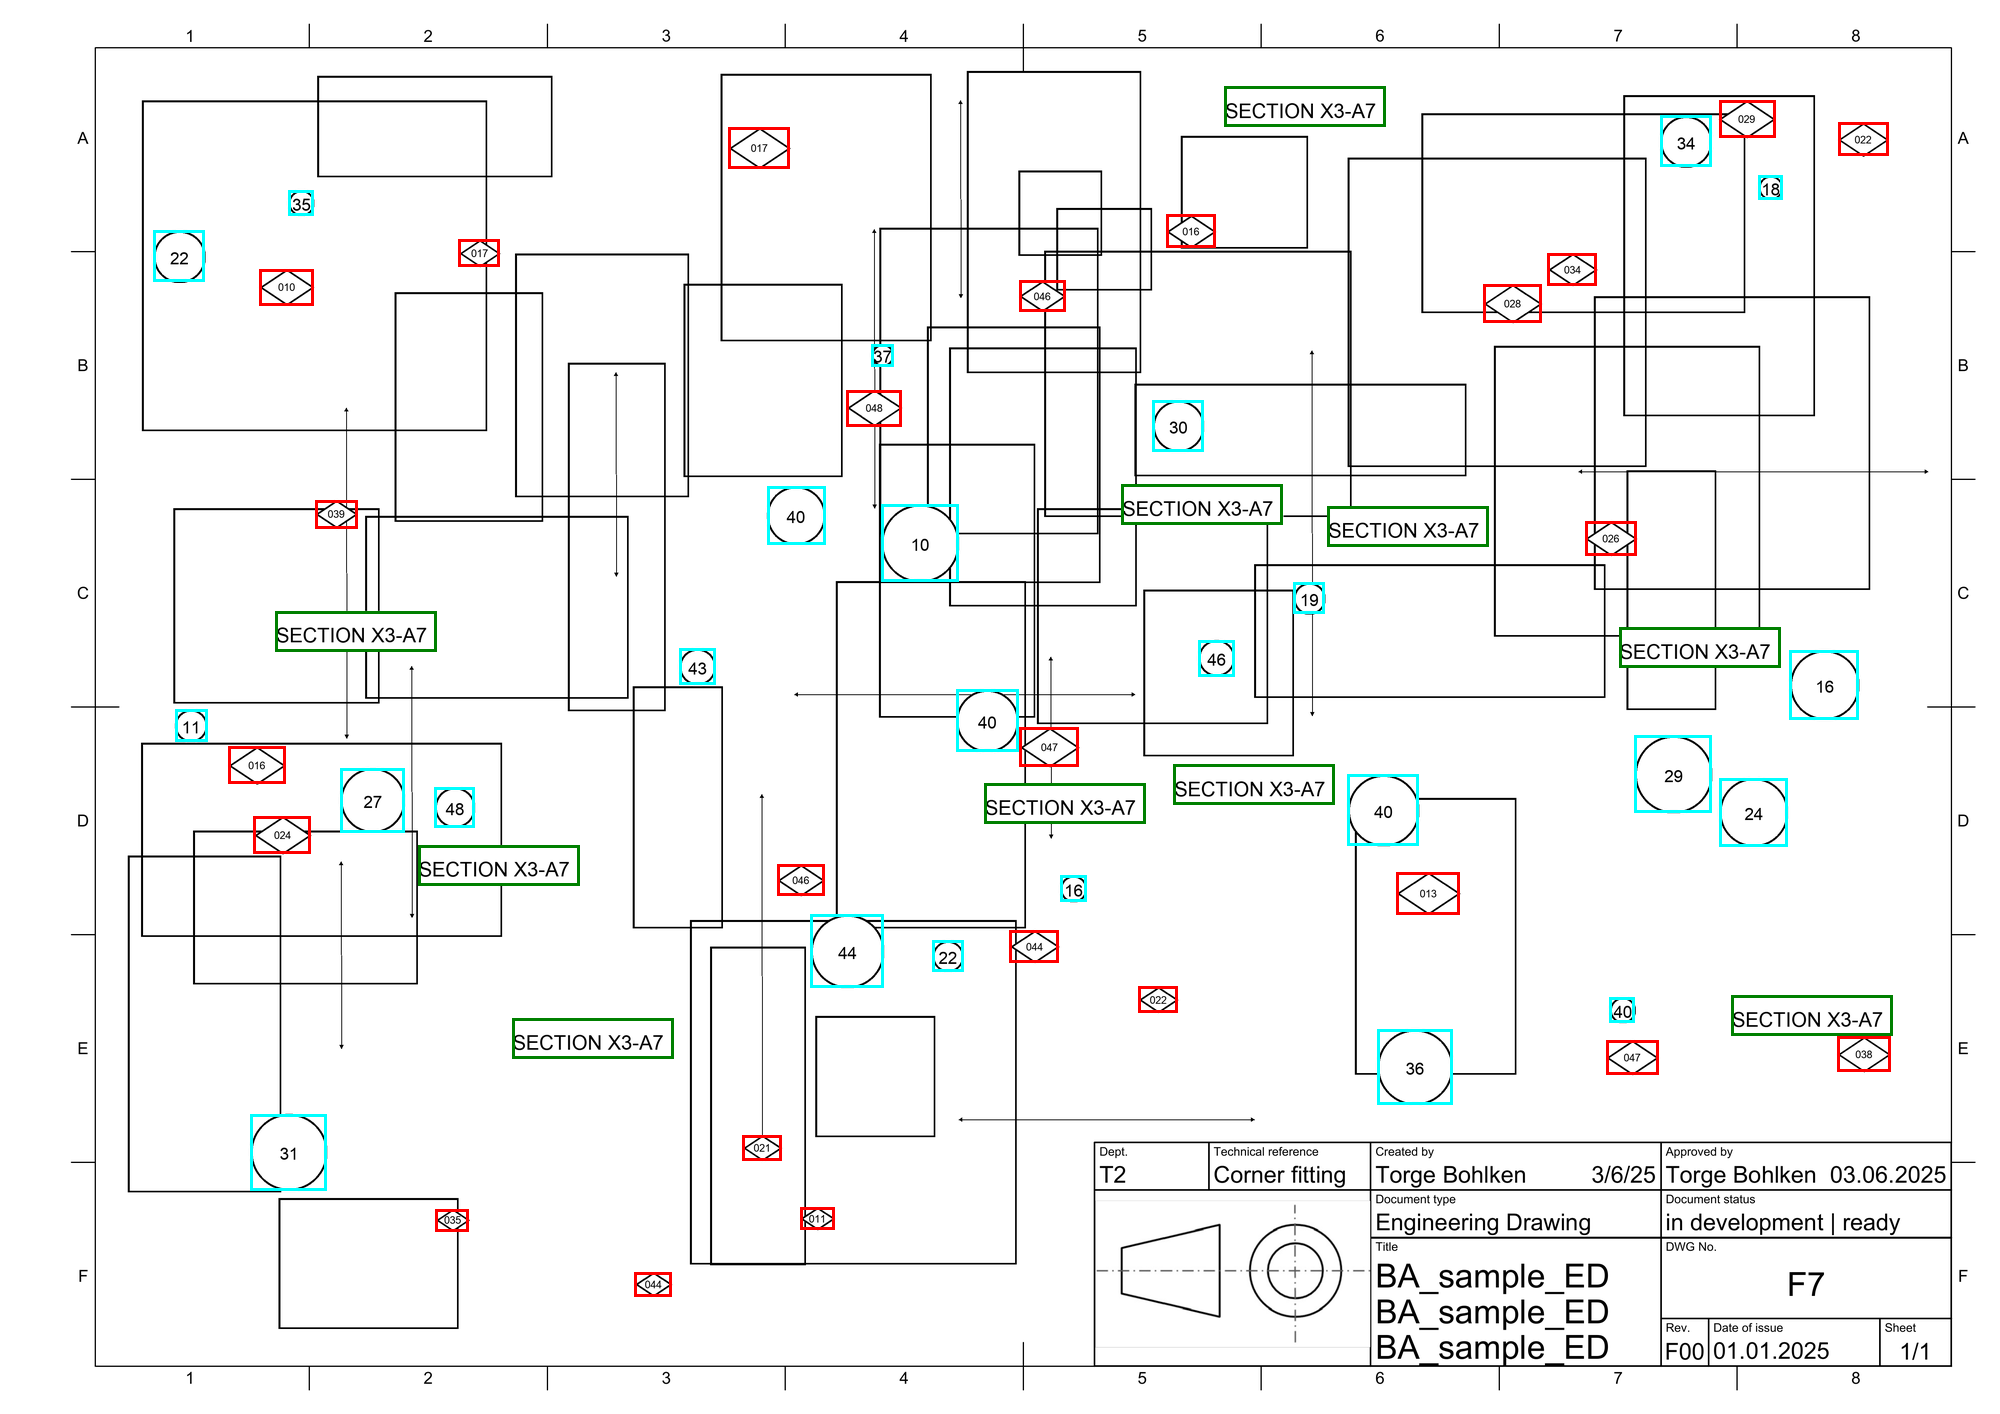 1 2 3 4 5 6 7 8
SECTION X3-A7
029
34
022
A A
017
18
35
016
017
22
034
010
046
028
37
B B
048
30
SECTION X3-A7
039
40
SECTION X3-A7
026
10
C C
19
SECTION X3-A7
SECTION X3-A7
46
43
16
40
11
047
016
29
SECTION X3-A7
27
48
SECTION X3-A7
40
24
D D
024
SECTION X3-A7
046
16
013
044
44
22
022
40
SECTION X3-A7
SECTION X3-A7
E E
038
047
36
021
31
Dept. Technical reference Created by Approved by
T2 Corner fitting Torge Bohlken 3/6/25 Torge Bohlken 03.06.2025
Document type Document status
011
035
Engineering Drawing in development | ready
Title DWG No.
F F
BA_sample_ED F7
044
BA_sample_ED
Rev. Date of issue Sheet
BA_sample_ED F00 01.01.2025 1/1
1 2 3 4 5 6 7 8